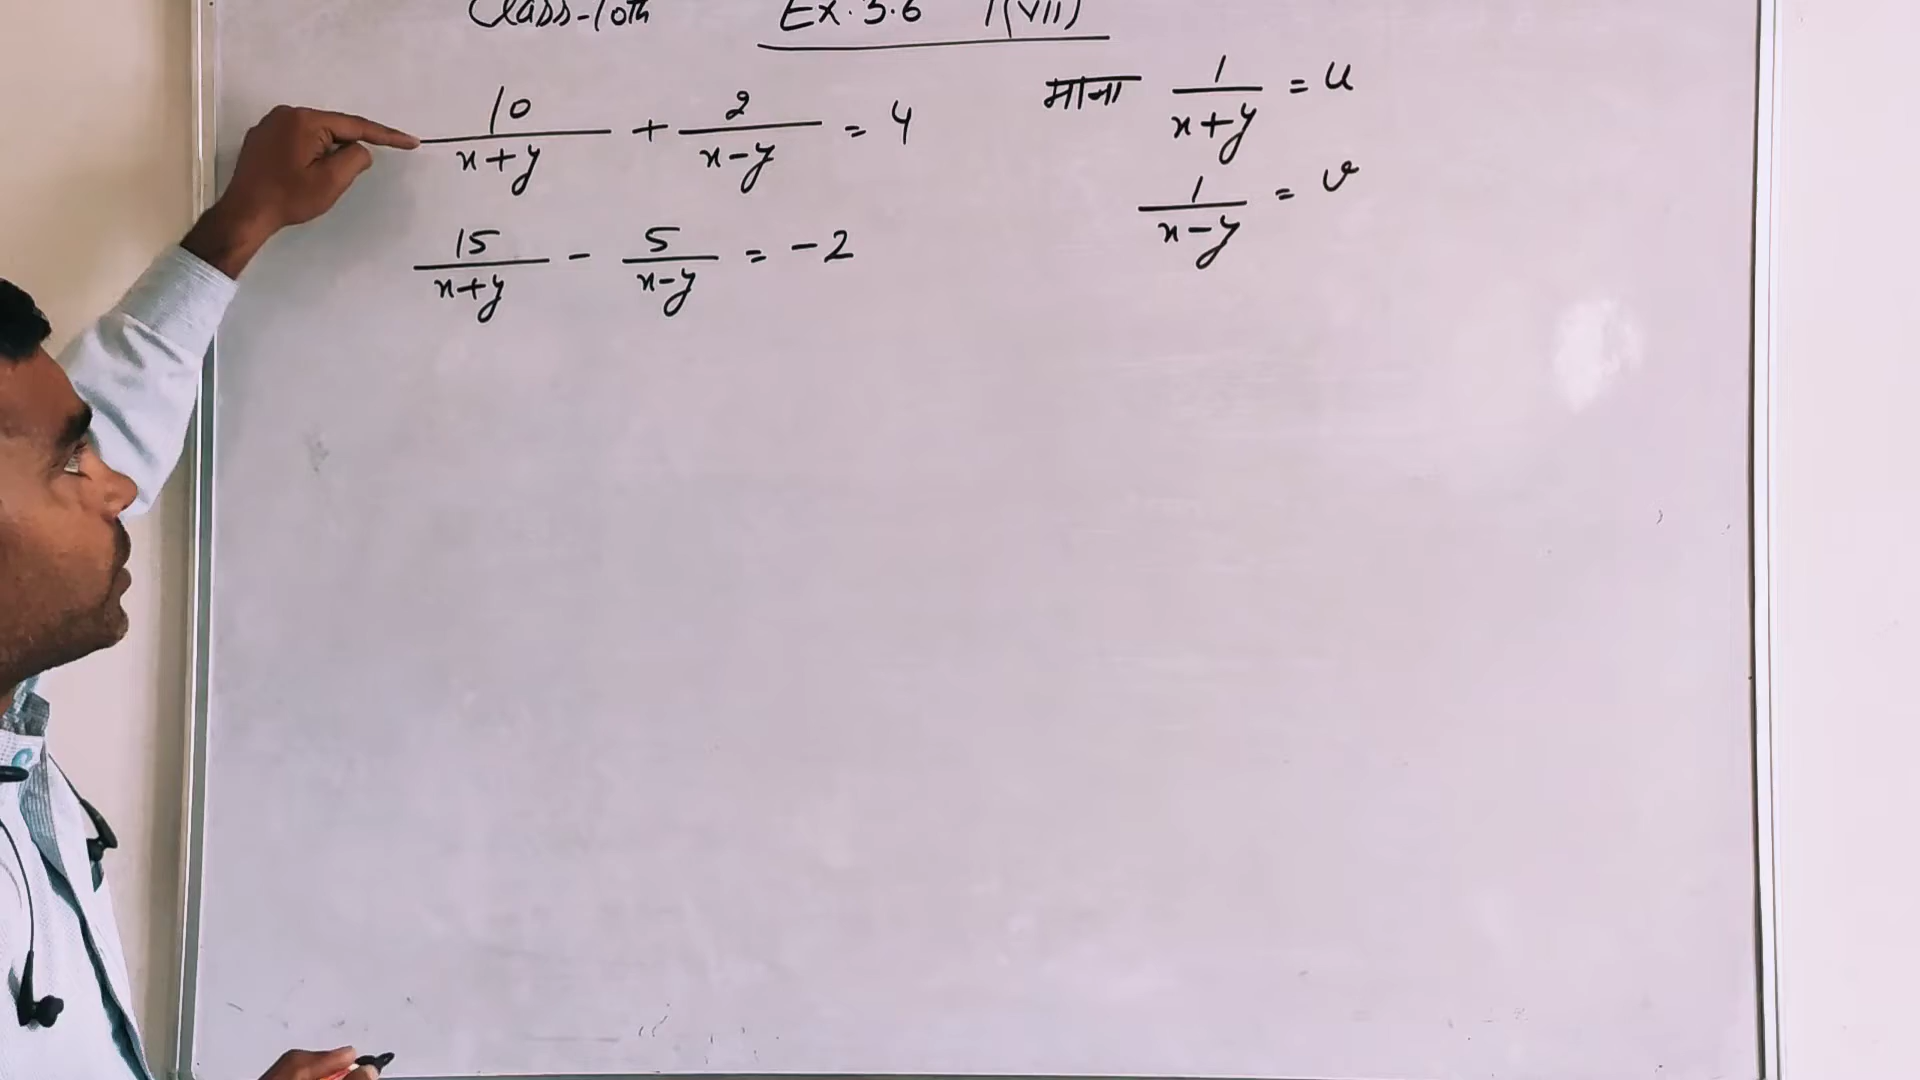 Class-10th Ex. 3.6 1(VII)
10/(x+y) + 2/(x-y) = 4
15/(x+y) - 5/(x-y) = -2
माना 1/(x+y) = u
1/(x-y) = v